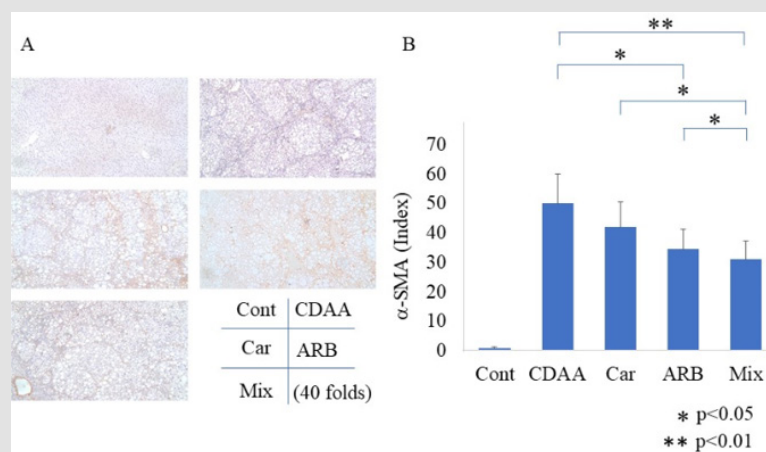 A
Cont CDAA
Car ARB
Mix (40 folds)
B
**
*
*
*
α-SMA (Index)
70
60
50
40
30
20
10
0
Cont CDAA Car ARB Mix
* p<0.05
** p<0.01